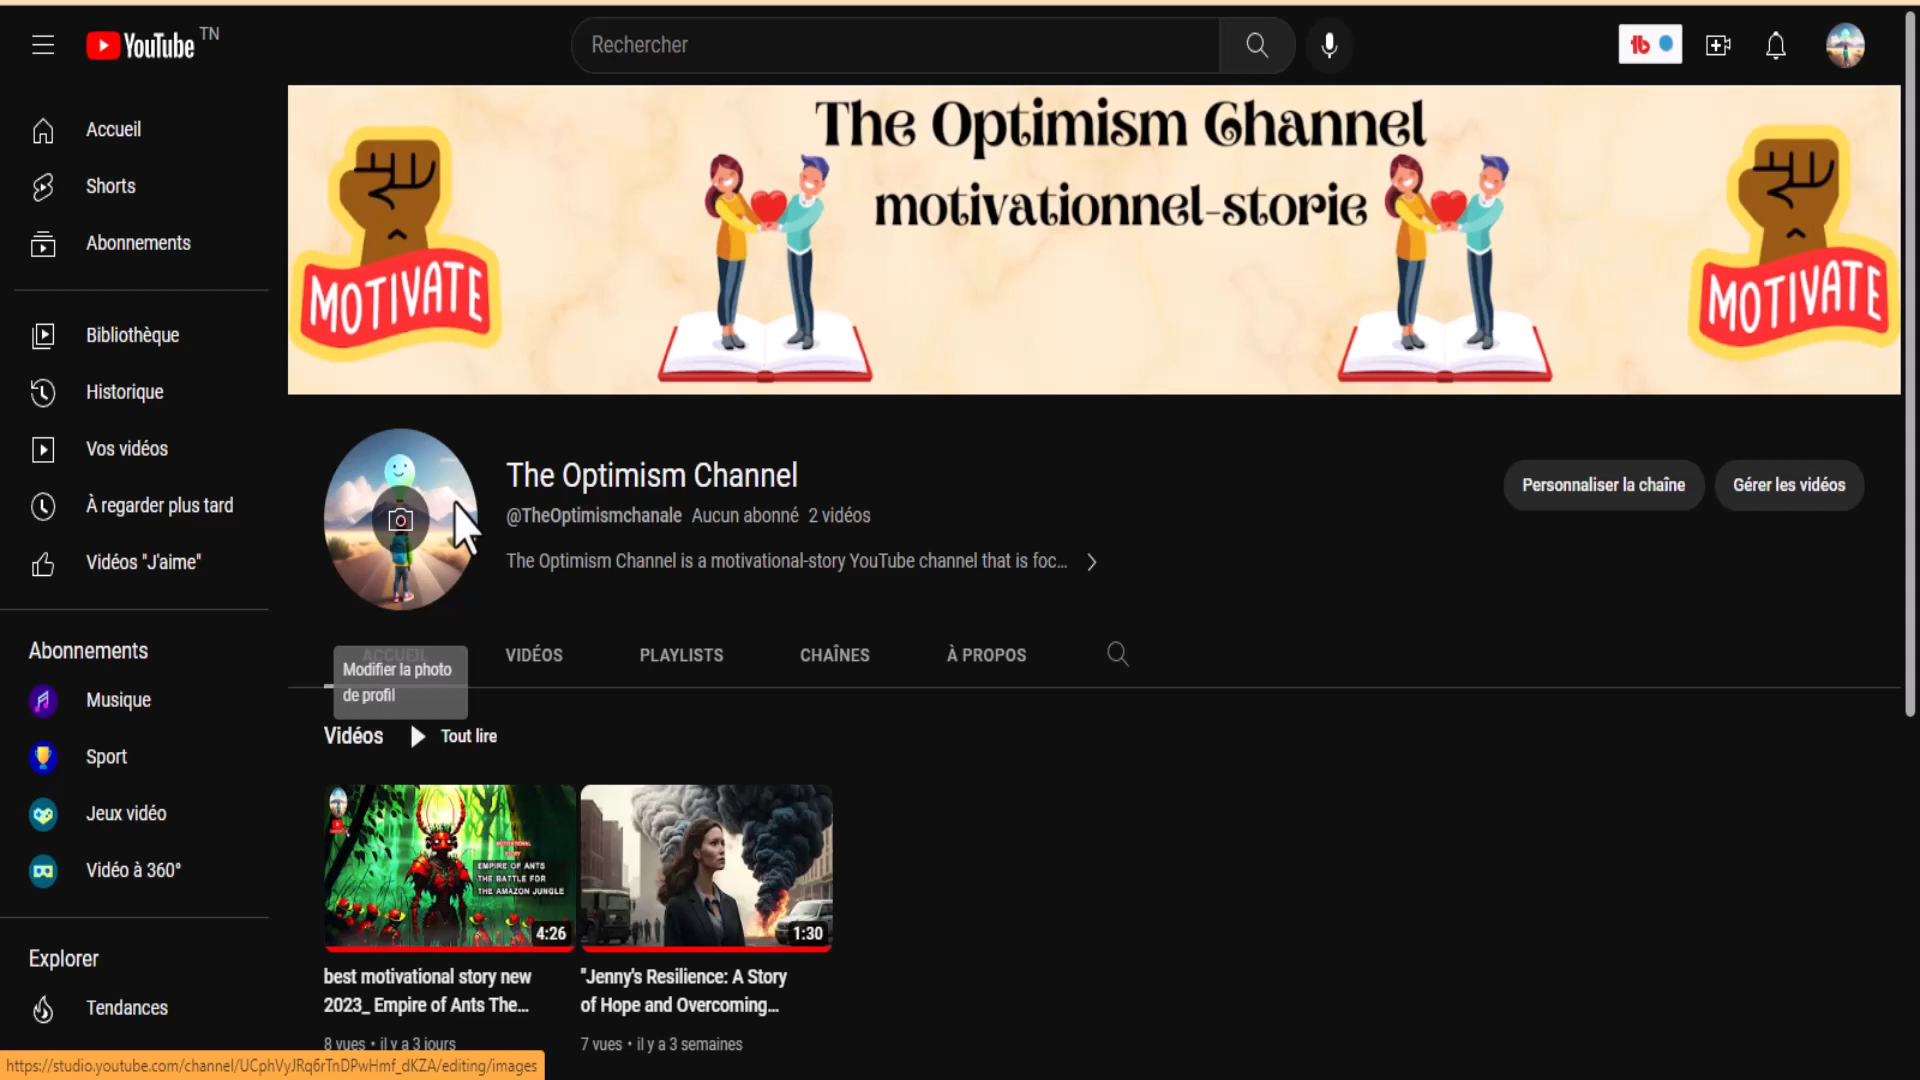 YouTube TN
Rechercher
tb
Accueil
Shorts
Abonnements
Bibliothèque
Historique
Vos vidéos
À regarder plus tard
Vidéos "J'aime"
Abonnements
Musique
Sport
Jeux vidéo
Vidéo à 360°
Explorer
Tendances
The Optimism Channel
motivationnel-storie
MOTIVATE
MOTIVATE
The Optimism Channel
@TheOptimismchanale Aucun abonné 2 vidéos
The Optimism Channel is a motivational-story YouTube channel that is foc...
Personnaliser la chaîne
Gérer les vidéos
ACCUEIL
VIDÉOS
PLAYLISTS
CHAÎNES
À PROPOS
Modifier la photo
de profil
Vidéos
Tout lire
MOTIVATIONAL
STORY
EMPIRE OF ANTS
THE BATTLE FOR
THE AMAZON JUNGLE
4:26
best motivational story new
2023_ Empire of Ants The...
8 vues • il y a 3 jours
1:30
"Jenny's Resilience: A Story
of Hope and Overcoming...
7 vues • il y a 3 semaines
https://studio.youtube.com/channel/UCphVyJRq6rTnDPwHmf_dKZA/editing/images